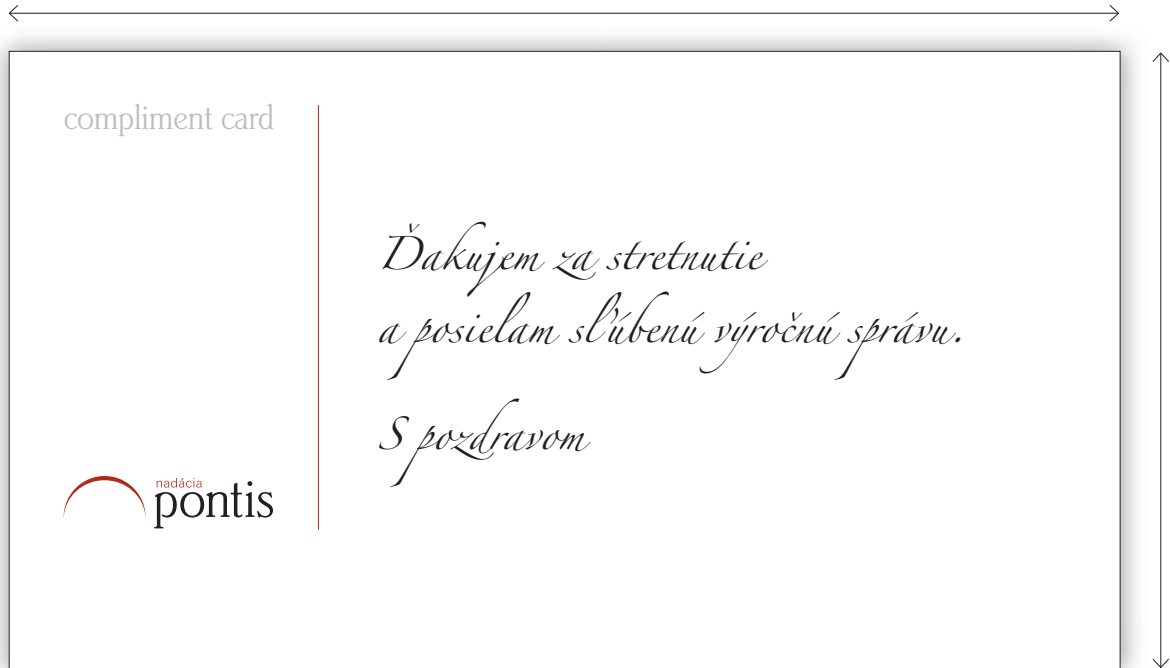 compliment card
Ďakujem za stretnutie
a posielam sľúbenú výročnú správu.
S pozdravom
nadácia
pontis